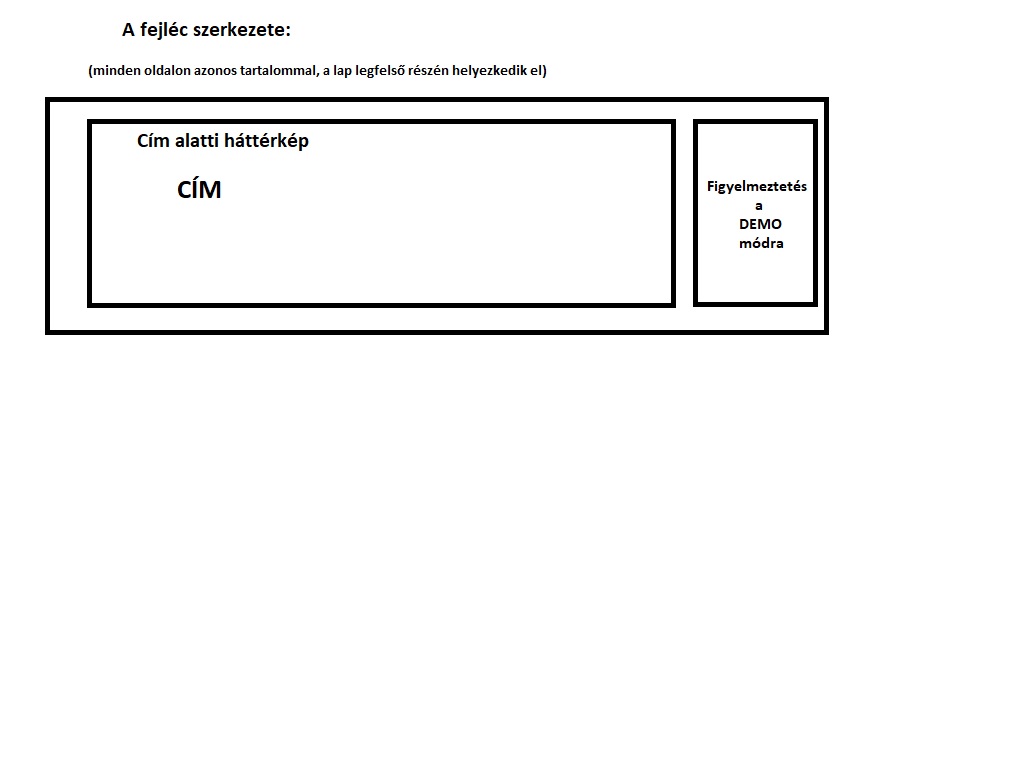 A fejléc szerkezete:
(minden oldalon azonos tartalommal, a lap legfelső részén helyezkedik el)
Cím alatti háttérkép
CÍM
Figyelmeztetés
a
DEMO
módra